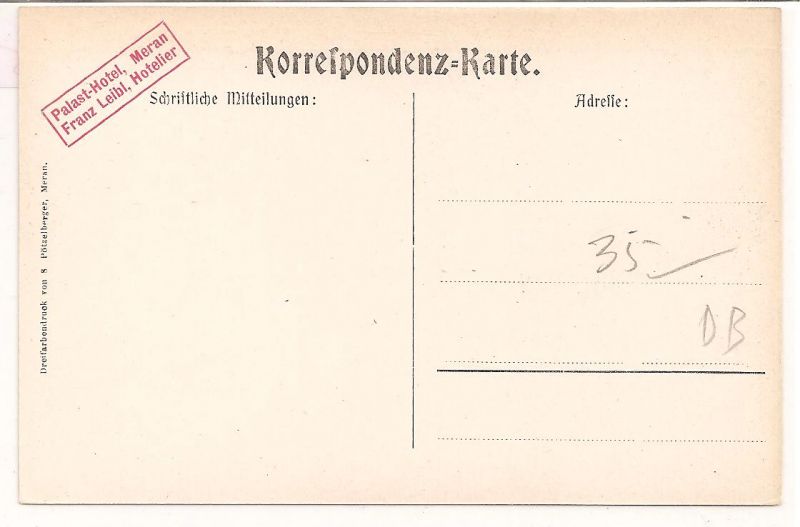 Palast-Hotel, Meran
Franz Leibl, Hotelier
Korreſpondenz=Karte.
Schriftliche Mitteilungen:
Adreſſe:
Dreifarbendruck von S. Pötzelberger, Meran.
35
DB